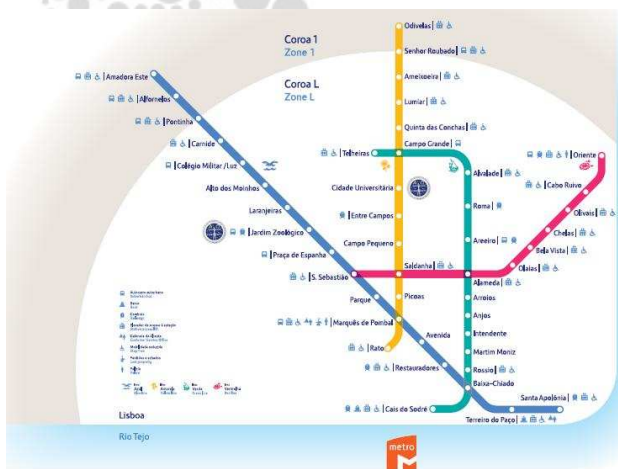 Odivelas
Coroa 1
Zone 1
Senhor Roubado
Amadora Este
Ameixoeira
Coroa L
Zone L
Alfornelos
Lumiar
Pontinha
Quinta das Conchas
Carnide
Campo Grande
Telheiras
Oriente
Colégio Militar /Luz
Alvalade
Cabo Ruivo
Alto dos Moinhos
Cidade Universitária
Laranjeiras
Roma
Olivais
Entre Campos
Jardim Zoológico
Chelas
Campo Pequeno
Areeiro
Bela Vista
Praça de Espanha
Saldanha
Olaias
S. Sebastião
Alameda
Parque
Picoas
Arroios
Anjos
Marquês de Pombal
Avenida
Intendente
Rato
Martim Moniz
Restauradores
Rossio
Baixa-Chiado
Santa Apolónia
Cais do Sodré
Terreiro do Paço
Lisboa
Rio Tejo
metro
M